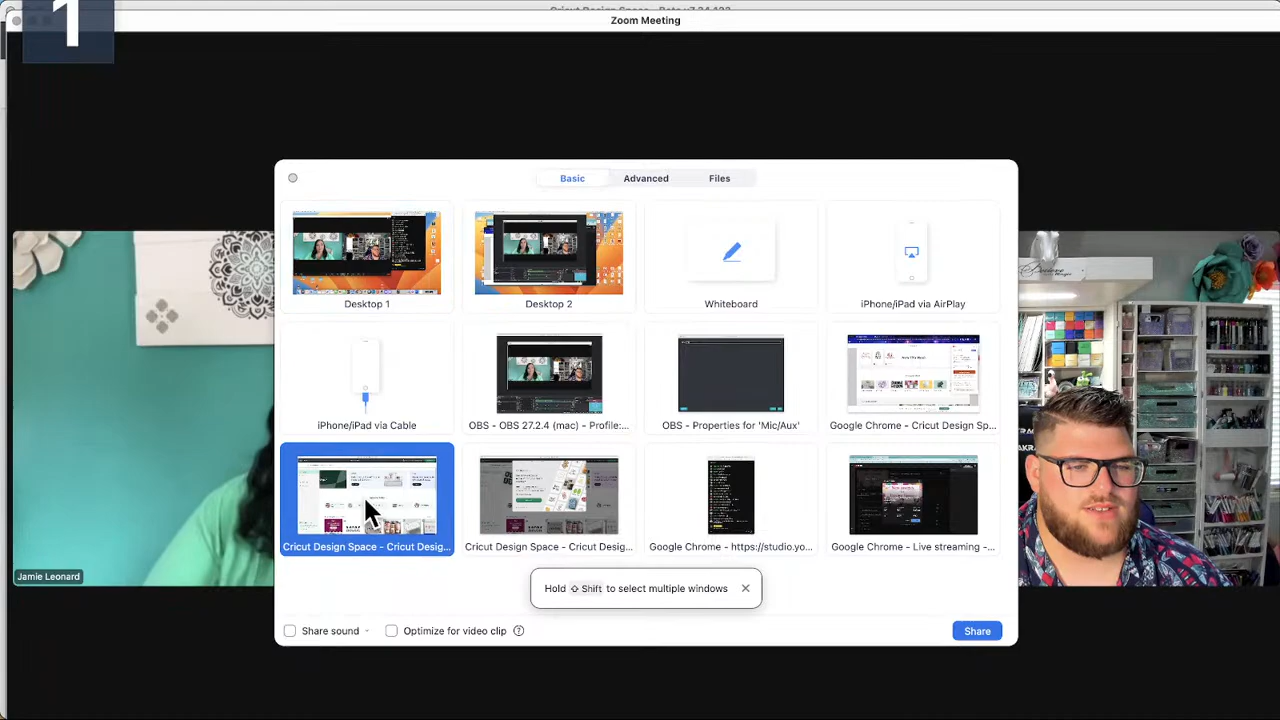 1
Zoom Meeting
Basic
Advanced
Files
Desktop 1
Desktop 2
Whiteboard
iPhone/iPad via AirPlay
iPhone/iPad via Cable
OBS - OBS 27.2.4 (mac) - Profile:...
OBS - Properties for 'Mic/Aux'
Google Chrome - Cricut Design Sp...
Cricut Design Space - Cricut Desig...
Cricut Design Space - Cricut Desig...
Google Chrome - https://studio.yo...
Google Chrome - Live streaming -...
Hold ⇧ Shift to select multiple windows
Share sound
Optimize for video clip
Share
Jamie Leonard